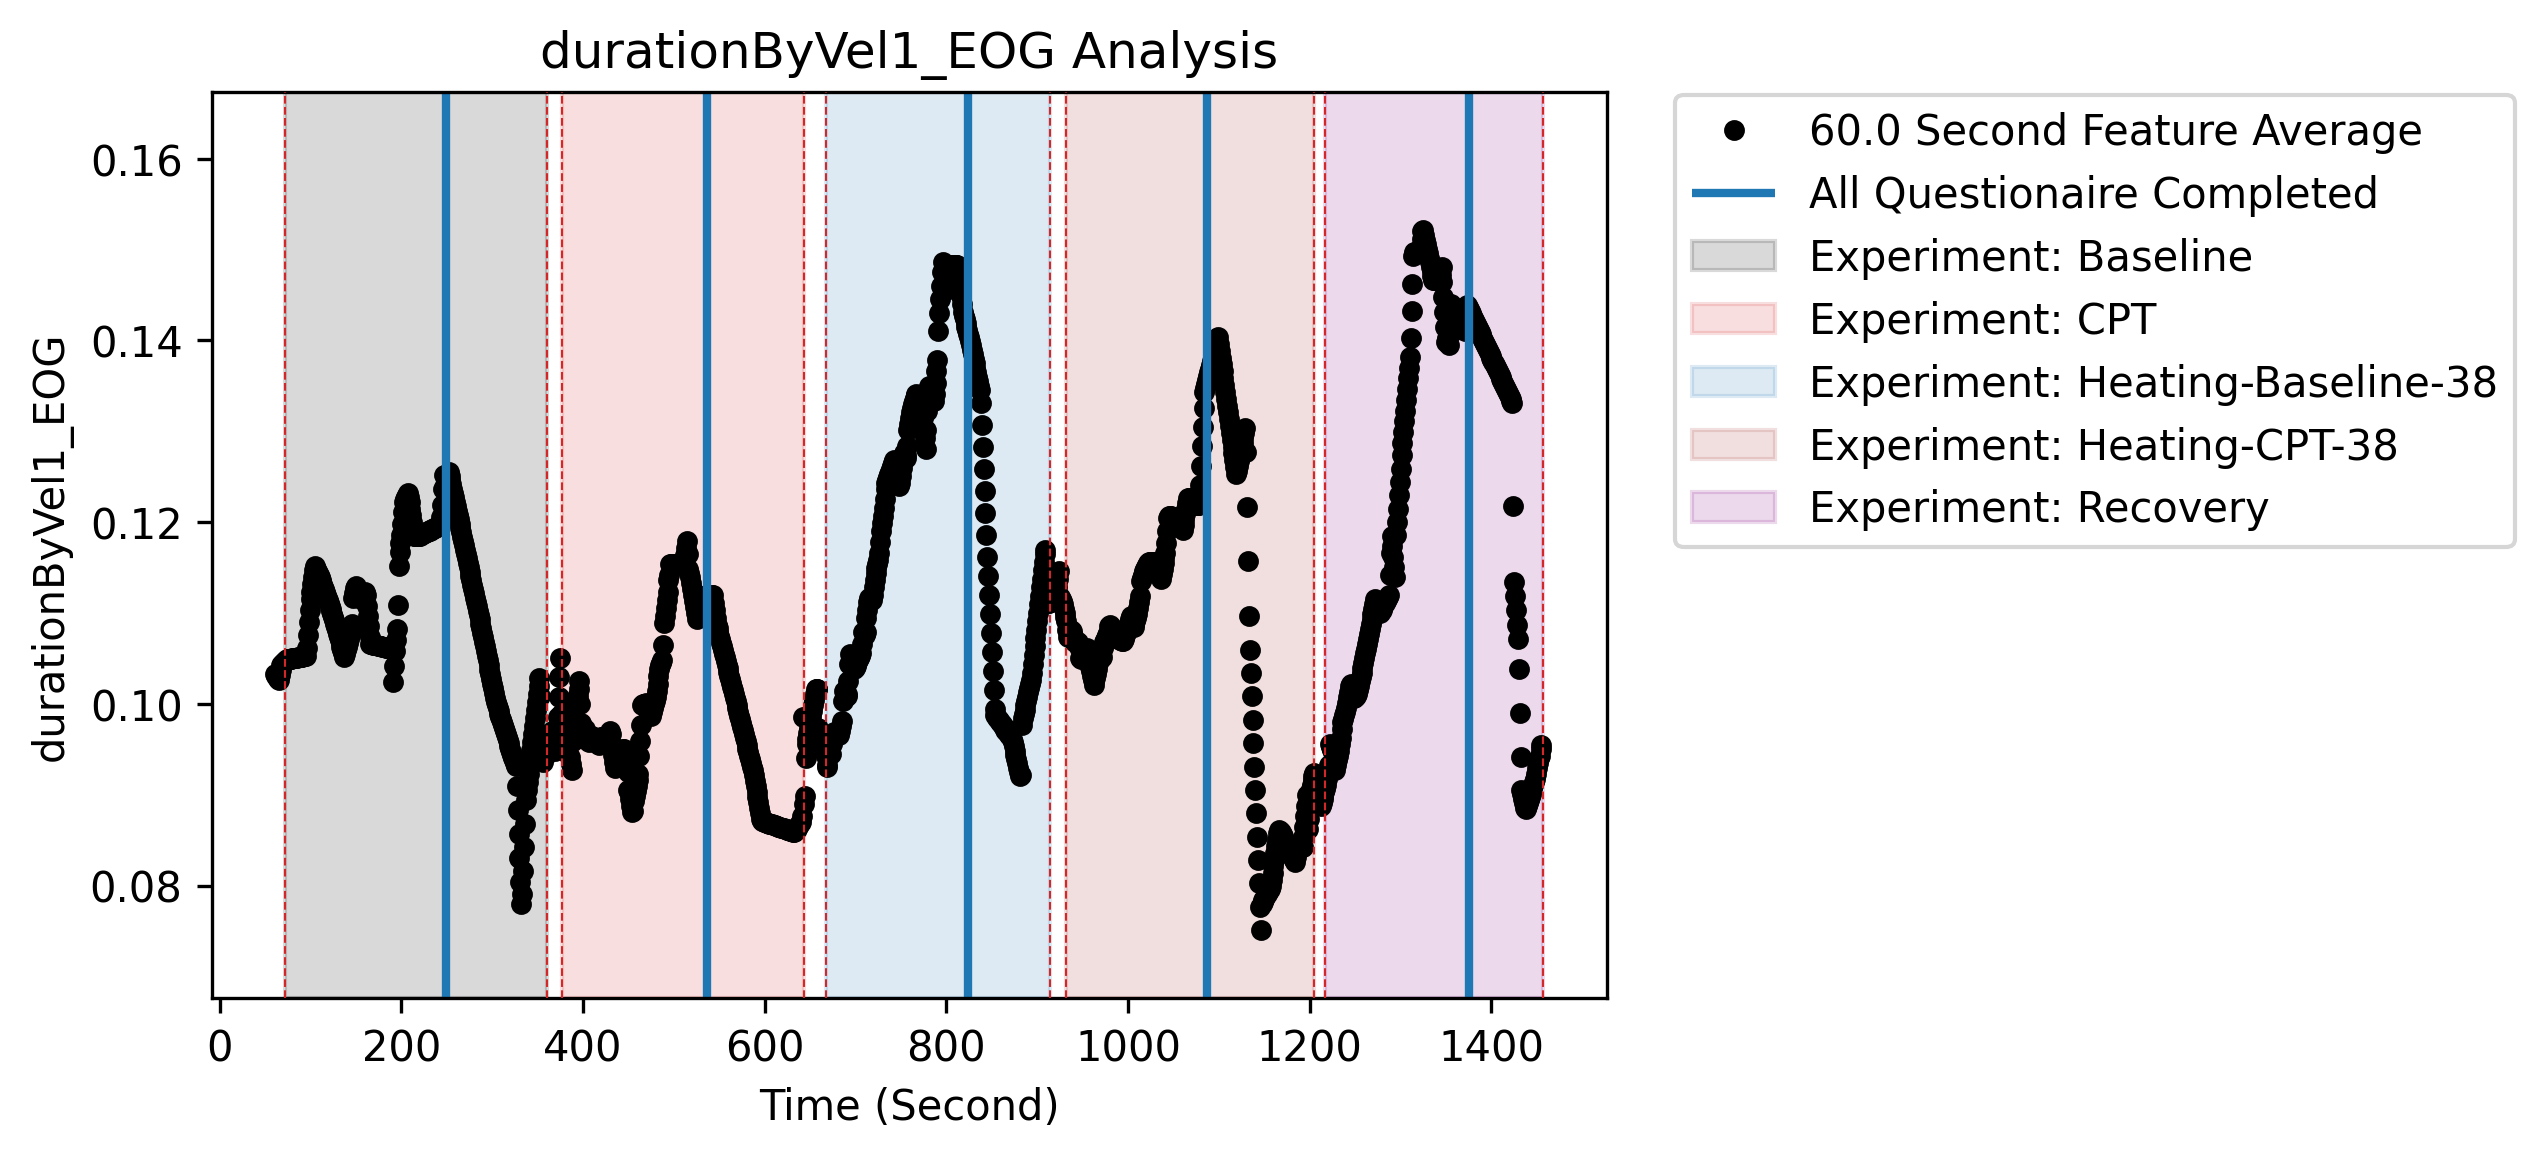 durationByVel1_EOG Analysis
durationByVel1_EOG
0.16
0.14
0.12
0.10
0.08
0 200 400 600 800 1000 1200 1400
Time (Second)
60.0 Second Feature Average
All Questionaire Completed
Experiment: Baseline
Experiment: CPT
Experiment: Heating-Baseline-38
Experiment: Heating-CPT-38
Experiment: Recovery